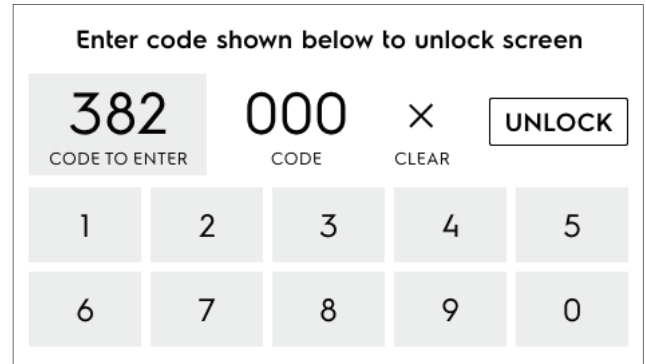 Enter code shown below to unlock screen
382 000 × UNLOCK
CODE TO ENTER CODE CLEAR
1 2 3 4 5
6 7 8 9 0